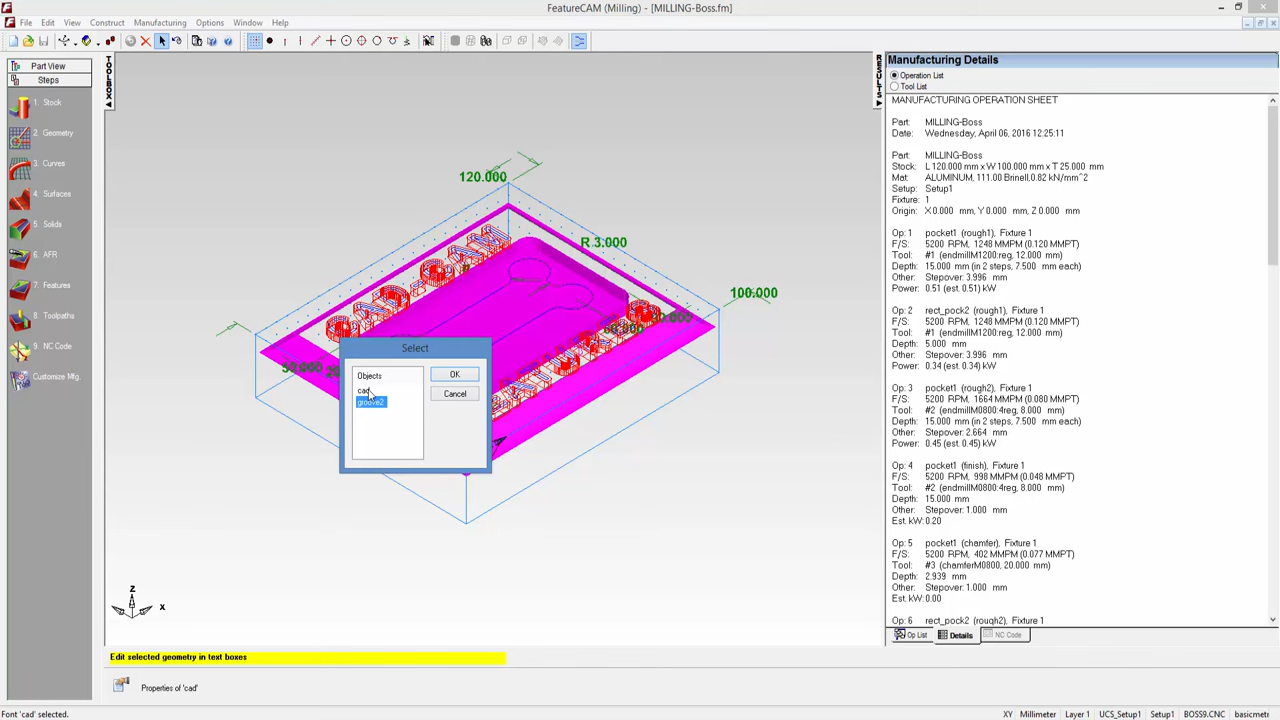 FeatureCAM (Milling) - [MILLING-Boss.fm]
File Edit View Construct Manufacturing Options Window Help
Part View
Steps
1. Stock
2. Geometry
3. Curves
4. Surfaces
5. Solids
6. AFR
7. Features
8. Toolpaths
9. NC Code
Customize Mfg.
TOOLBOX
RESULTS
120.000
R 3.000
100.000
50.000
Select
Objects
cad
groove2
OK
Cancel
Z
X
Edit selected geometry in text boxes
Properties of 'cad'
Manufacturing Details
Operation List
Tool List
MANUFACTURING OPERATION SHEET
Part: MILLING-Boss
Date: Wednesday, April 06, 2016 12:25:11
Part: MILLING-Boss
Stock: L 120.000 mm x W 100.000 mm x T 25.000 mm
Mat: ALUMINUM, 111.00 Brinell,0.82 kN/mm^2
Setup: Setup1
Fixture: 1
Origin: X 0.000 mm, Y 0.000 mm, Z 0.000 mm
Op: 1 pocket1 (rough1), Fixture 1
F/S: 5200 RPM, 1248 MMPM (0.120 MMPT)
Tool: #1 (endmillM1200:4reg, 12.000 mm)
Depth: 15.000 mm (in 2 steps, 7.500 mm each)
Other: Stepover: 3.996 mm
Power: 0.51 (est. 0.51) kW
Op: 2 rect_pock2 (rough1), Fixture 1
F/S: 5200 RPM, 1248 MMPM (0.120 MMPT)
Tool: #1 (endmillM1200:4reg, 12.000 mm)
Depth: 5.000 mm
Other: Stepover: 3.996 mm
Power: 0.34 (est. 0.34) kW
Op: 3 pocket1 (rough2), Fixture 1
F/S: 5200 RPM, 1664 MMPM (0.080 MMPT)
Tool: #2 (endmillM0800:4reg, 8.000 mm)
Depth: 15.000 mm (in 2 steps, 7.500 mm each)
Other: Stepover: 2.664 mm
Power: 0.45 (est. 0.45) kW
Op: 4 pocket1 (finish), Fixture 1
F/S: 5200 RPM, 998 MMPM (0.048 MMPT)
Tool: #2 (endmillM0800:4reg, 8.000 mm)
Depth: 15.000 mm
Other: Stepover: 1.000 mm
Est. kW: 0.20
Op: 5 pocket1 (chamfer), Fixture 1
F/S: 5200 RPM, 402 MMPM (0.077 MMPT)
Tool: #3 (chamferM0800, 20.000 mm)
Depth: 2.939 mm
Other: Stepover: 1.000 mm
Est. kW: 0.00
Op: 6 rect_pock2 (rough2), Fixture 1
Op List Details NC Code
Font 'cad' selected. XY Millimeter Layer 1 UCS_Setup1 Setup1 BOSS9.CNC basicmetri